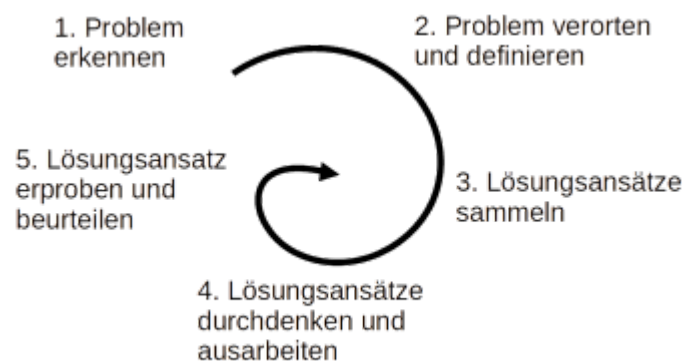 1. Problem
erkennen
2. Problem verorten
und definieren
3. Lösungsansätze
sammeln
4. Lösungsansätze
durchdenken und
ausarbeiten
5. Lösungsansatz
erproben und
beurteilen